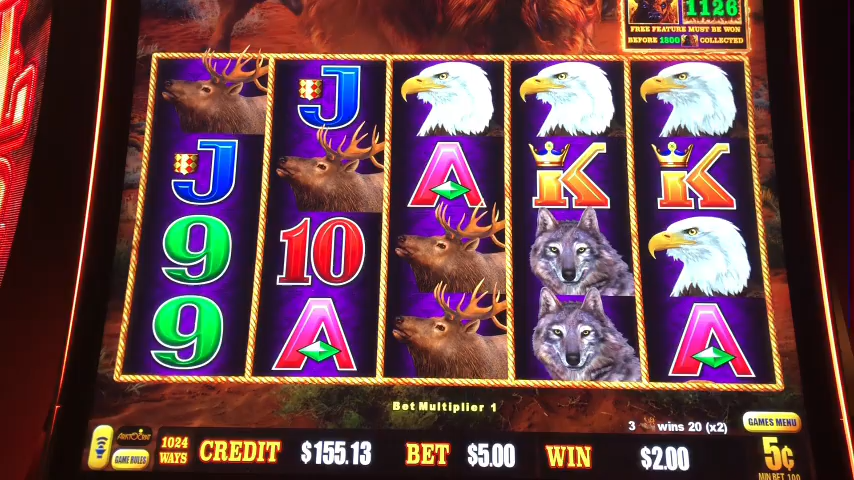 1126
FREE FEATURE MUST BE WON
BEFORE 1800 COLLECTED
J
J A K K
9 10
9 A A
Bet Multiplier 1
3 wins 20 (x2)
GAMES MENU
ARISTOCRAT
GAME RULES
1024
WAYS
CREDIT $155.13 BET $5.00 WIN $2.00
5¢
MIN BET 100